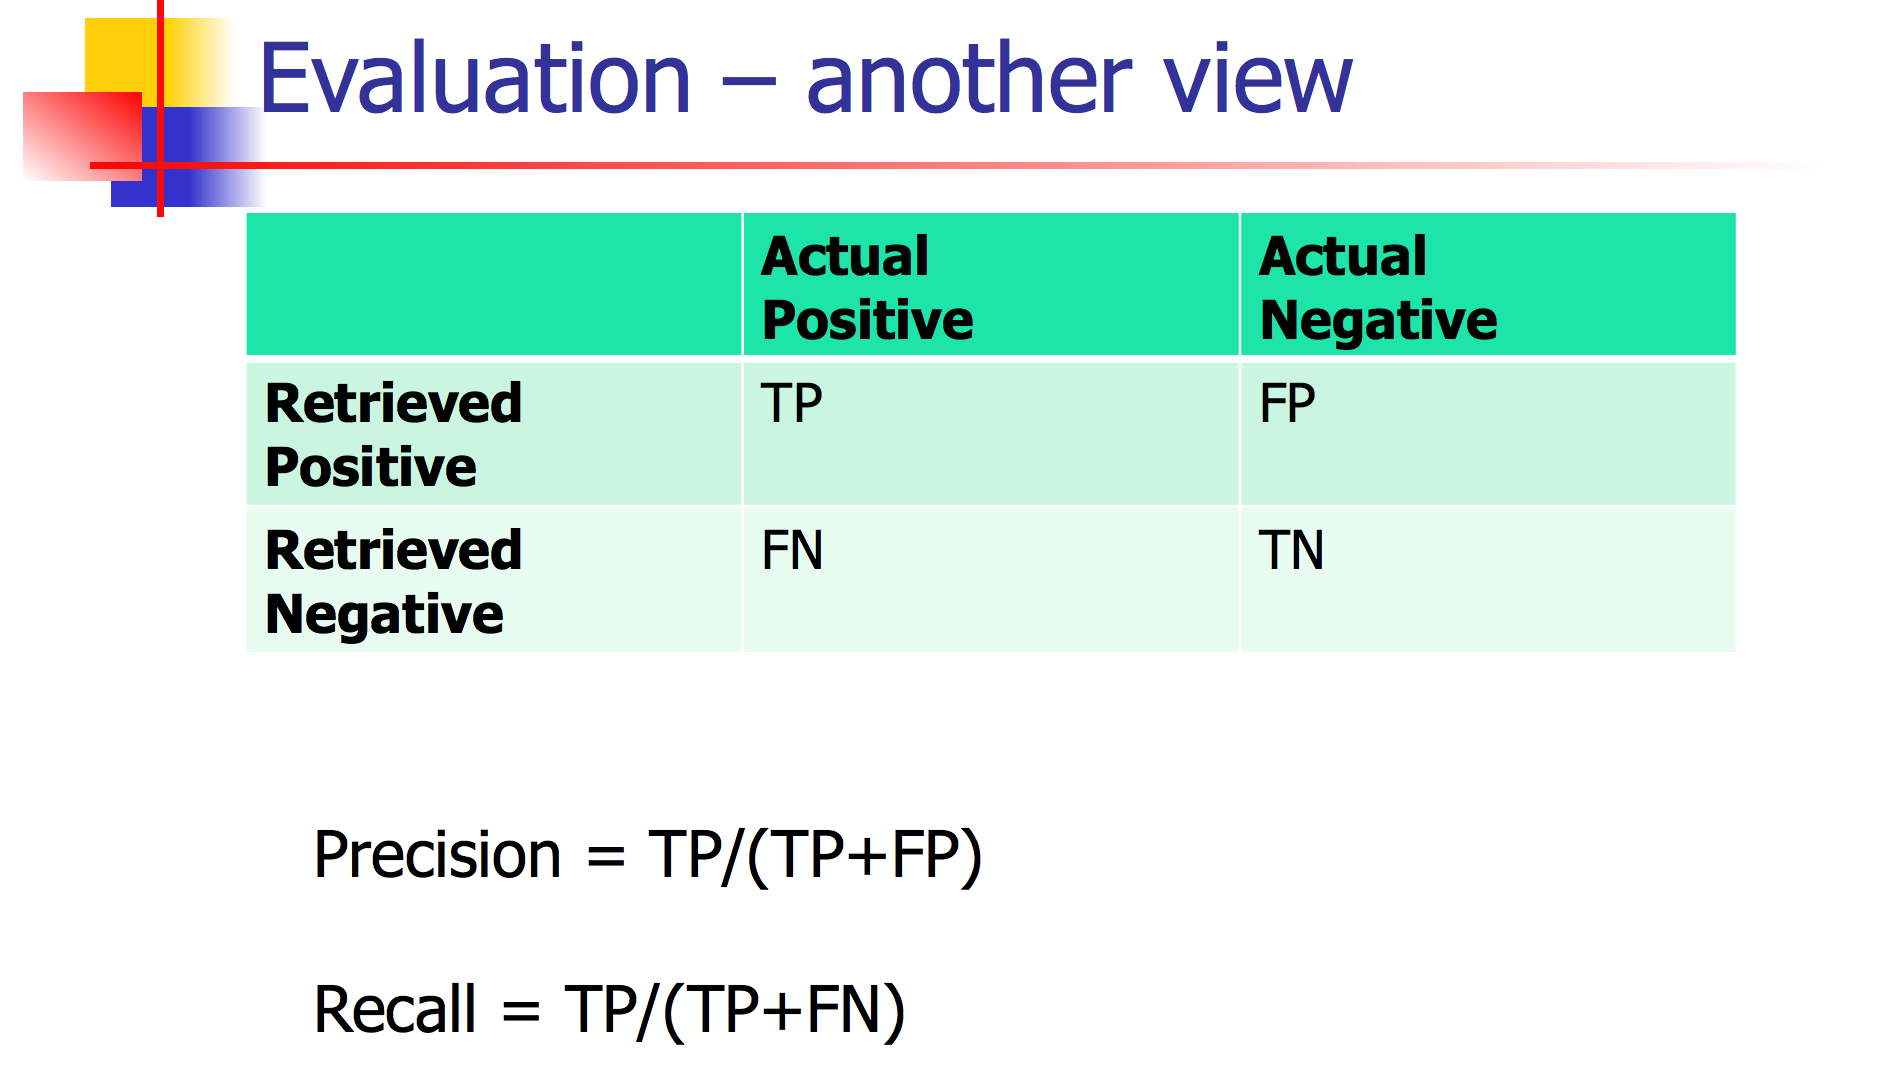 Evaluation – another view
Actual Actual
Positive Negative
Retrieved TP FP
Positive
Retrieved FN TN
Negative
Precision = TP/(TP+FP)
Recall = TP/(TP+FN)